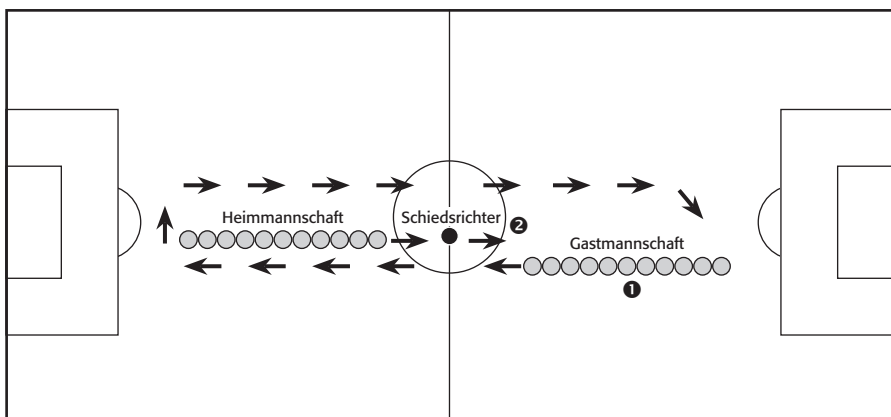 Heimmannschaft
Schiedsrichter
❷
Gastmannschaft
❶